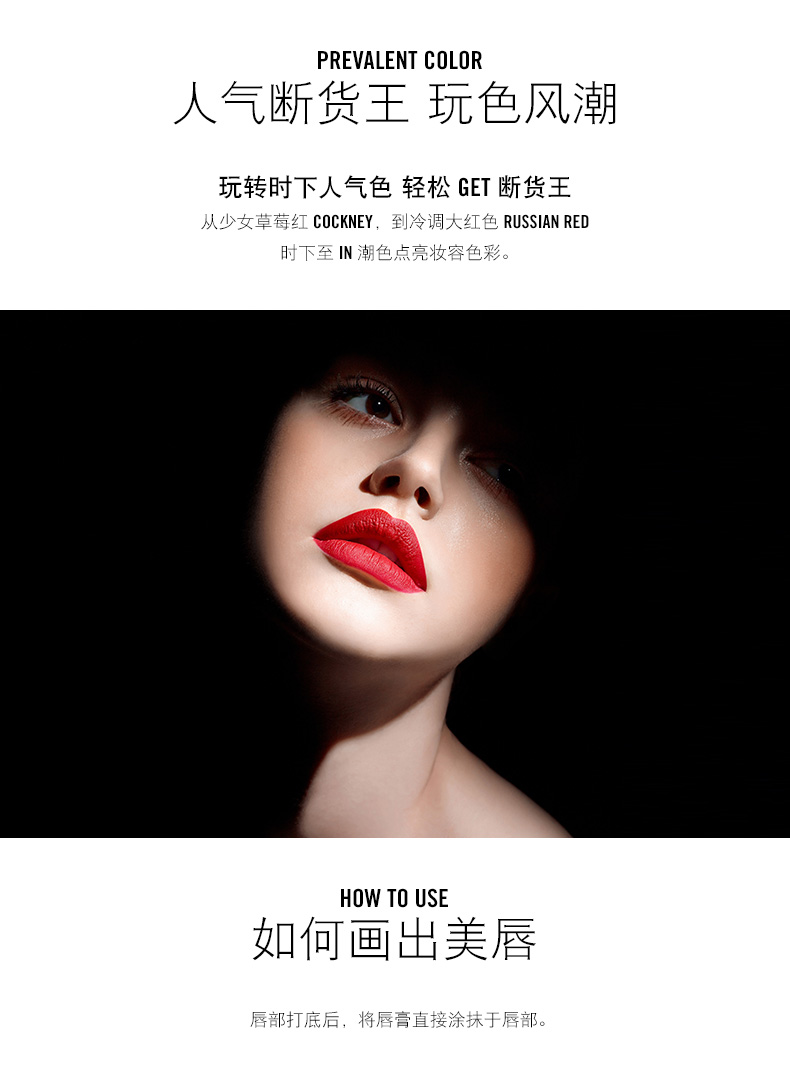 PREVALENT COLOR
人气断货王 玩色风潮
玩转时下人气色 轻松 GET 断货王
从少女草莓红 COCKNEY，到冷调大红色 RUSSIAN RED
时下至 IN 潮色点亮妆容色彩。
HOW TO USE
如何画出美唇
唇部打底后，将唇膏直接涂抹于唇部。